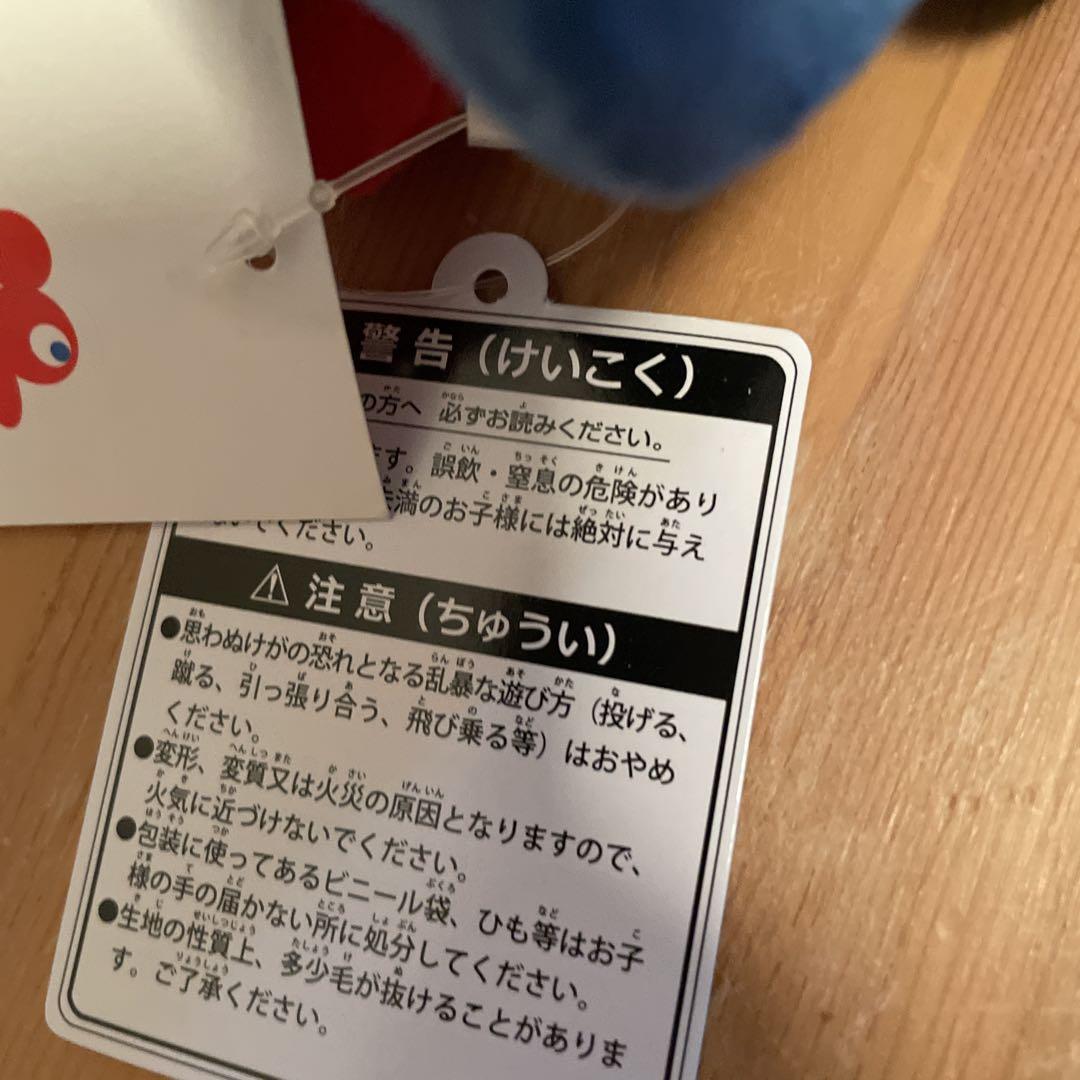 警告（けいこく）
の方へ 必ずお読みください。
ます。誤飲・窒息の危険があり
未満のお子様には絶対に与え
ないでください。
注意（ちゅうい）
●思わぬけがの恐れとなる乱暴な遊び方（投げる、
蹴る、引っ張り合う、飛び乗る等）はおやめ
ください。
●変形、変質又は火災の原因となりますので、
火気に近づけないでください。
●包装に使ってあるビニール袋、ひも等はお子
様の手の届かない所に処分してください。
●生地の性質上、多少毛が抜けることがありま
す。ご了承ください。